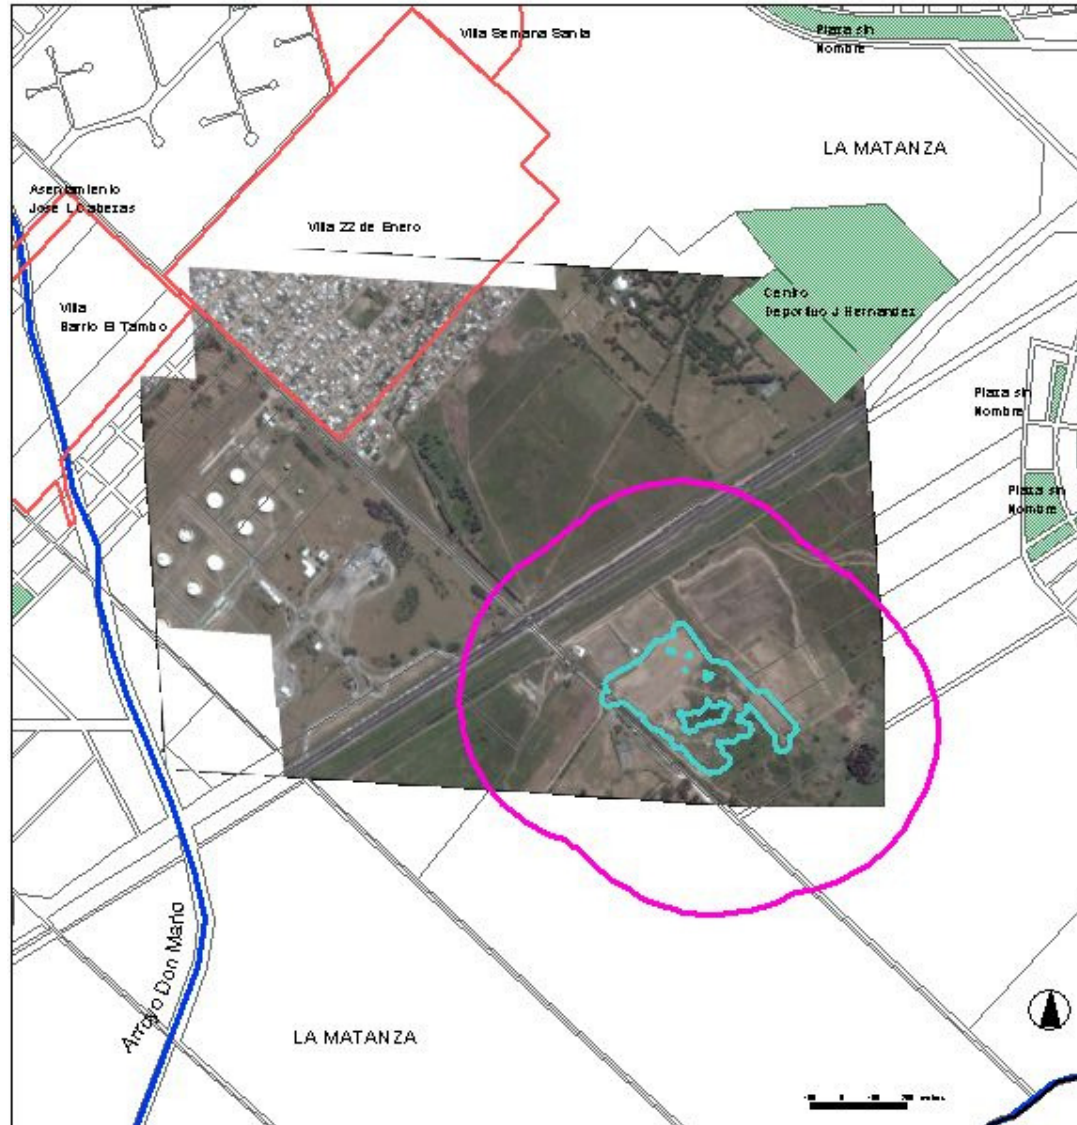 Villa Semana Santa
Plaza sin
Nombre
LA MATANZA
Asentamiento
Jose L Cabezas
Villa 22 de Enero
Villa
Barrio El Tambo
Centro
Deportivo J Hernandez
Plaza sin
Nombre
Plaza sin
Nombre
Arroyo Don Mario
LA MATANZA